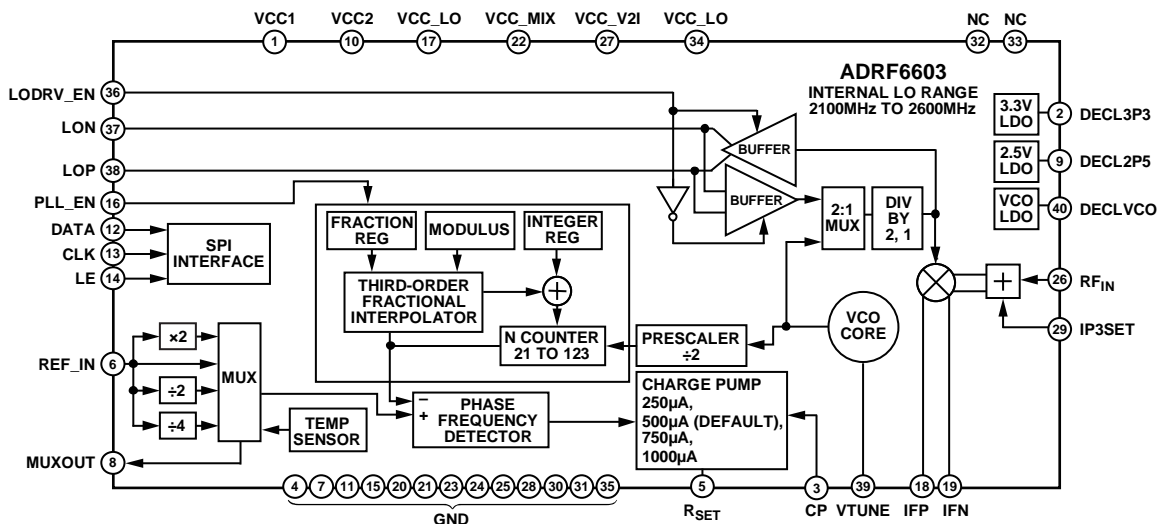 VCC1 VCC2 VCC_LO VCC_MIX VCC_V2I VCC_LO NC NC
1 10 17 22 27 34 32 33
ADRF6603
INTERNAL LO RANGE
2100MHz TO 2600MHz
LODRV_EN 36
LON 37
LOP 38
PLL_EN 16
DATA 12
CLK 13
LE 14
SPI
INTERFACE
BUFFER
BUFFER
2:1
MUX
DIV
BY
2, 1
3.3V
LDO
2 DECL3P3
2.5V
LDO
9 DECL2P5
VCO
LDO
40 DECLVCO
FRACTION
REG
MODULUS
INTEGER
REG
THIRD-ORDER
FRACTIONAL
INTERPOLATOR
+
N COUNTER
21 TO 123
PRESCALER
÷2
VCO
CORE
+
26 RFIN
29 IP3SET
REF_IN 6
×2
÷2
÷4
MUX
TEMP
SENSOR
−
+
PHASE
FREQUENCY
DETECTOR
CHARGE PUMP
250µA,
500µA (DEFAULT),
750µA,
1000µA
MUXOUT 8
4 7 11 15 20 21 23 24 25 28 30 31 35
GND
5 3 39 18 19
RSET CP VTUNE IFP IFN